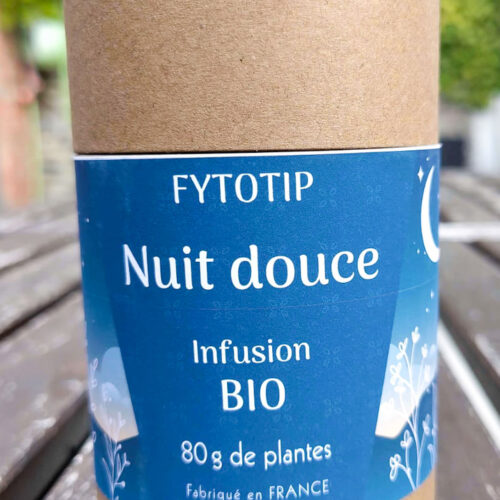 FYTOTIP
Nuit douce
Infusion
BIO
80g de plantes
Fabriqué en FRANCE